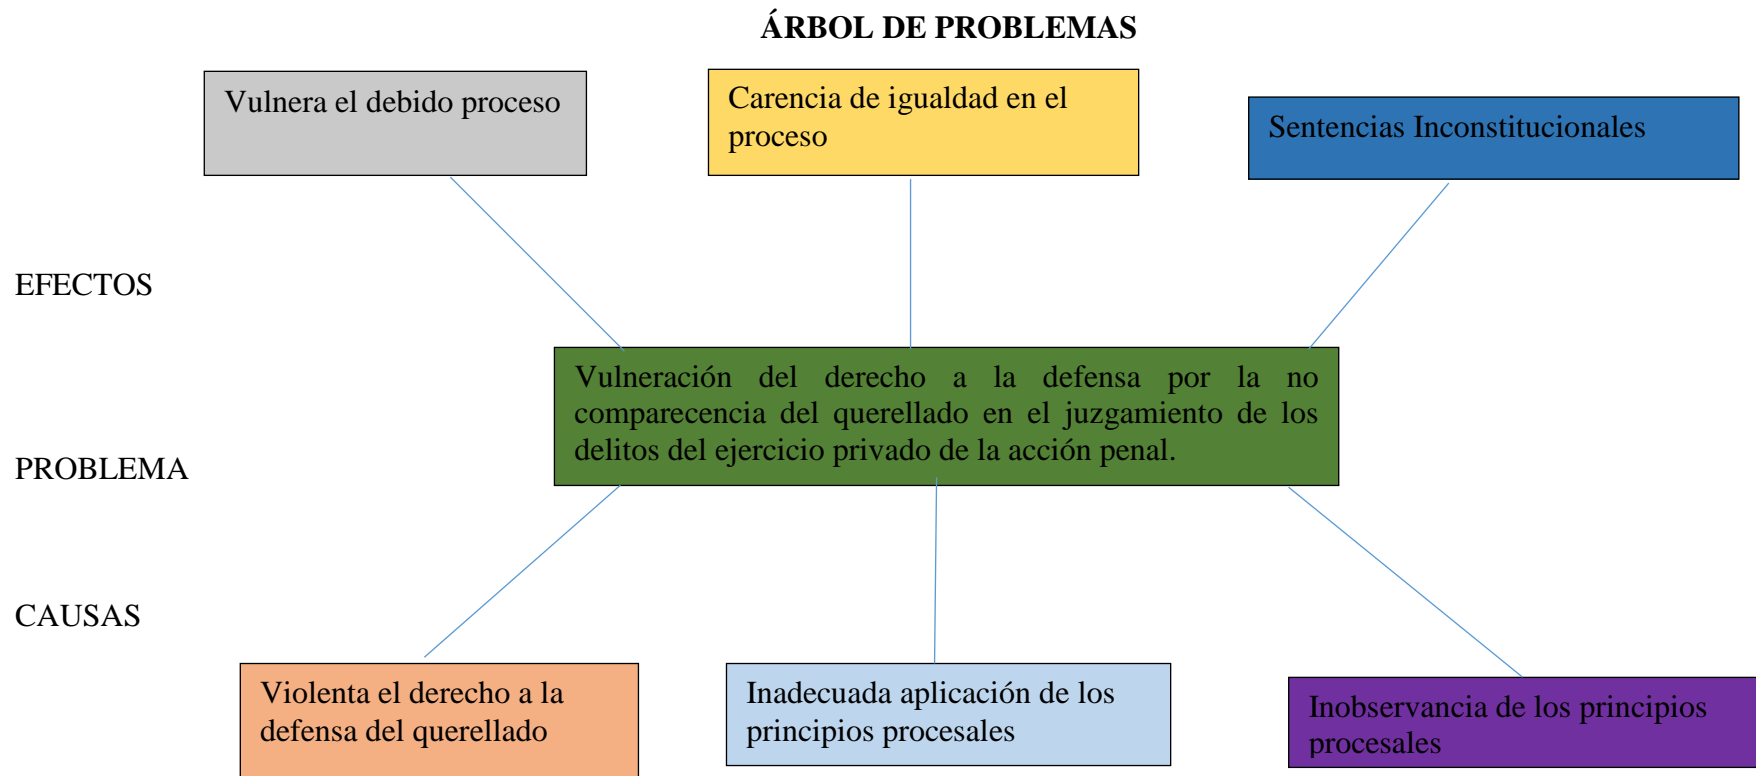 ÁRBOL DE PROBLEMAS
Vulnera el debido proceso
Carencia de igualdad en el
proceso
Sentencias Inconstitucionales
EFECTOS
Vulneración del derecho a la defensa por la no
comparecencia del querellado en el juzgamiento de los
delitos del ejercicio privado de la acción penal.
PROBLEMA
CAUSAS
Violenta el derecho a la
defensa del querellado
Inadecuada aplicación de los
principios procesales
Inobservancia de los principios
procesales